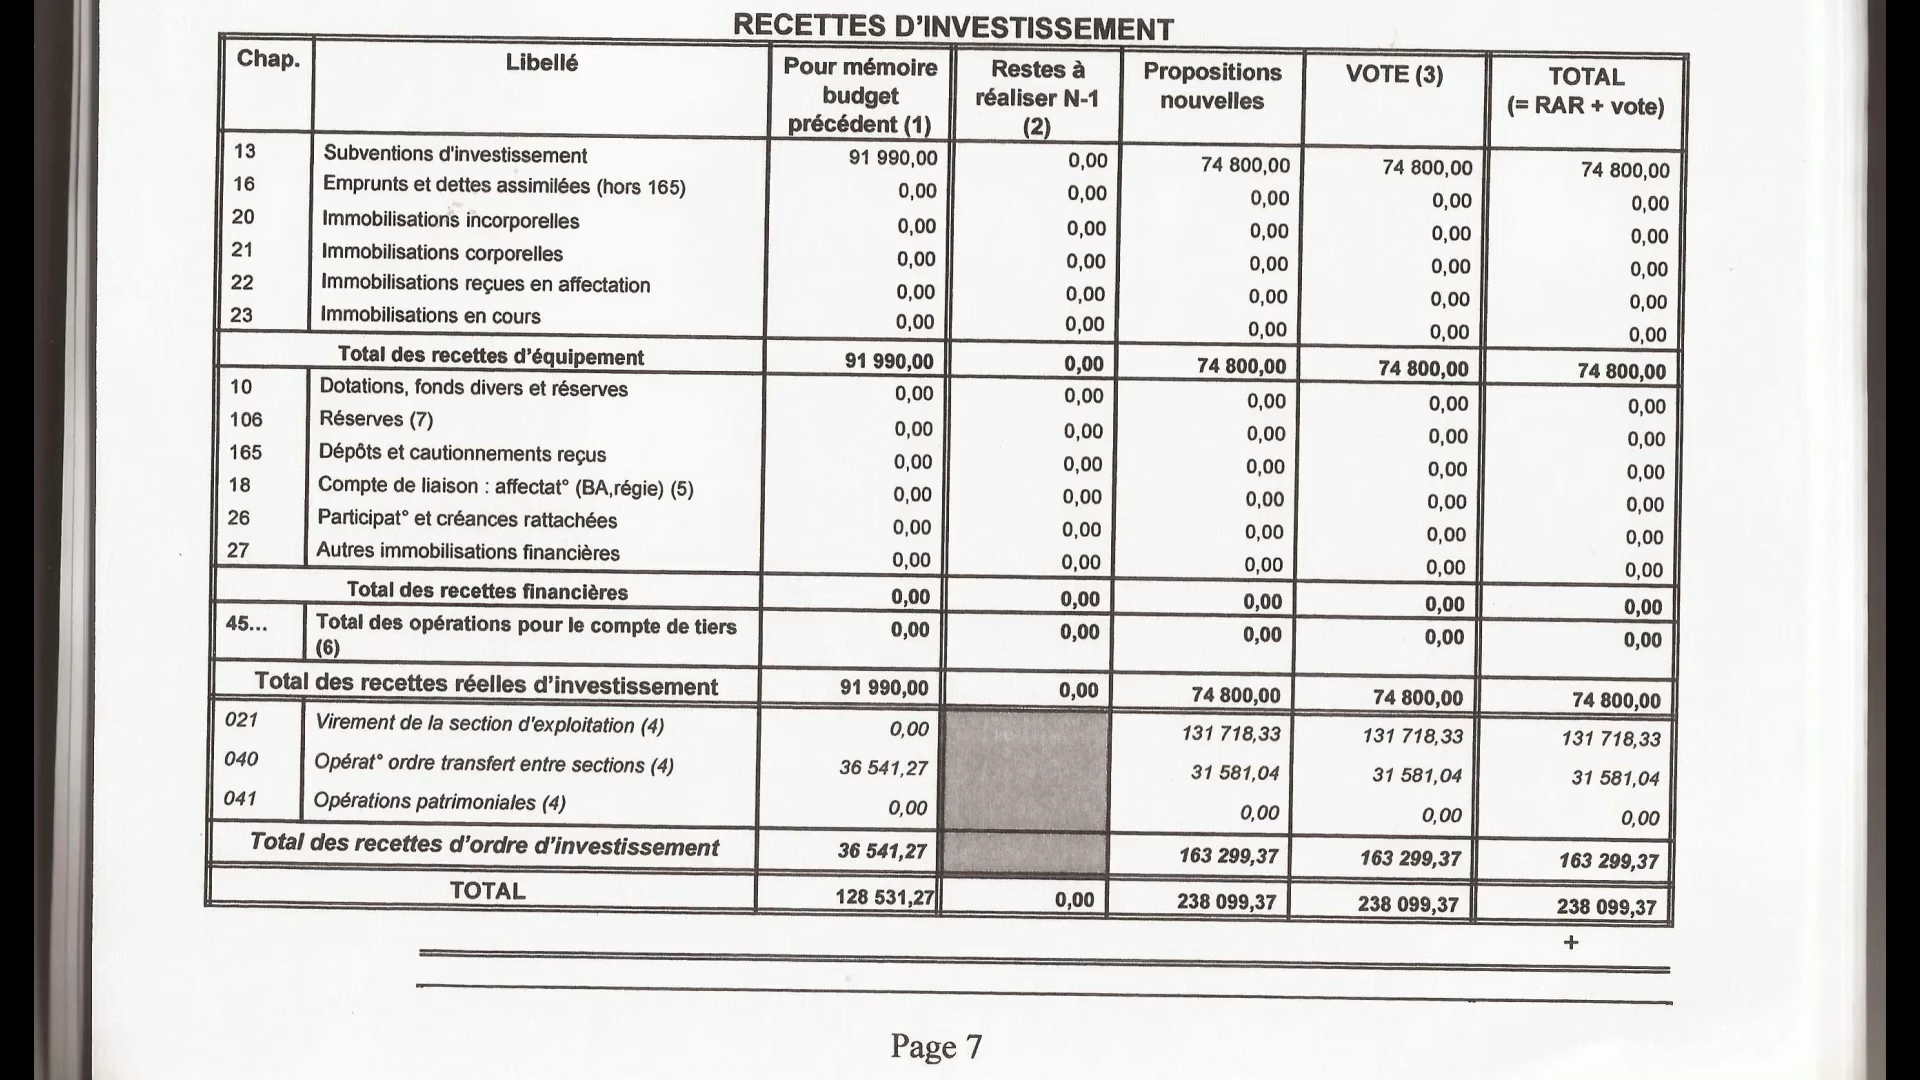 RECETTES D'INVESTISSEMENT
Chap. Libellé Pour mémoire budget précédent (1) Restes à réaliser N-1 (2) Propositions nouvelles VOTE (3) TOTAL (= RAR + vote)
13 Subventions d'investissement 91 990,00 0,00 74 800,00 74 800,00 74 800,00
16 Emprunts et dettes assimilées (hors 165) 0,00 0,00 0,00 0,00 0,00
20 Immobilisations incorporelles 0,00 0,00 0,00 0,00 0,00
21 Immobilisations corporelles 0,00 0,00 0,00 0,00 0,00
22 Immobilisations reçues en affectation 0,00 0,00 0,00 0,00 0,00
23 Immobilisations en cours 0,00 0,00 0,00 0,00 0,00
Total des recettes d'équipement 91 990,00 0,00 74 800,00 74 800,00 74 800,00
10 Dotations, fonds divers et réserves 0,00 0,00 0,00 0,00 0,00
106 Réserves (7) 0,00 0,00 0,00 0,00 0,00
165 Dépôts et cautionnements reçus 0,00 0,00 0,00 0,00 0,00
18 Compte de liaison : affectat° (BA,régie) (5) 0,00 0,00 0,00 0,00 0,00
26 Participat° et créances rattachées 0,00 0,00 0,00 0,00 0,00
27 Autres immobilisations financières 0,00 0,00 0,00 0,00 0,00
Total des recettes financières 0,00 0,00 0,00 0,00 0,00
45... Total des opérations pour le compte de tiers (6) 0,00 0,00 0,00 0,00 0,00
Total des recettes réelles d'investissement 91 990,00 0,00 74 800,00 74 800,00 74 800,00
021 Virement de la section d'exploitation (4) 0,00 131 718,33 131 718,33 131 718,33
040 Opérat° ordre transfert entre sections (4) 36 541,27 31 581,04 31 581,04 31 581,04
041 Opérations patrimoniales (4) 0,00 0,00 0,00 0,00
Total des recettes d'ordre d'investissement 36 541,27 163 299,37 163 299,37 163 299,37
TOTAL 128 531,27 0,00 238 099,37 238 099,37 238 099,37
+
Page 7